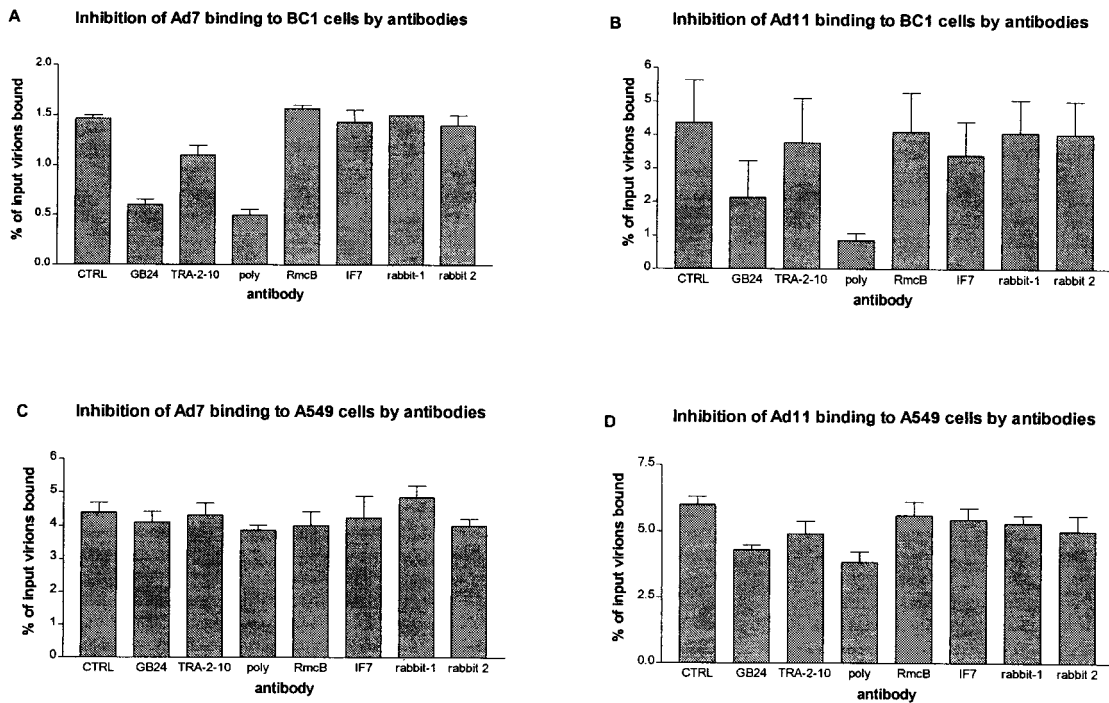 A
Inhibition of Ad7 binding to BC1 cells by antibodies
% of input virions bound
2.0
1.5
1.0
0.5
0.0
CTRL GB24 TRA-2-10 poly RmcB IF7 rabbit-1 rabbit 2
antibody
B
Inhibition of Ad11 binding to BC1 cells by antibodies
% of input virions bound
6
5
4
3
2
1
0
CTRL GB24 TRA-2-10 poly RmcB IF7 rabbit-1 rabbit 2
antibody
C
Inhibition of Ad7 binding to A549 cells by antibodies
% of input virions bound
6
5
4
3
2
1
0
CTRL GB24 TRA-2-10 poly RmcB IF7 rabbit-1 rabbit 2
antibody
D
Inhibition of Ad11 binding to A549 cells by antibodies
% of input virions bound
7.5
5.0
2.5
0.0
CTRL GB24 TRA-2-10 poly RmcB IF7 rabbit-1 rabbit 2
antibody